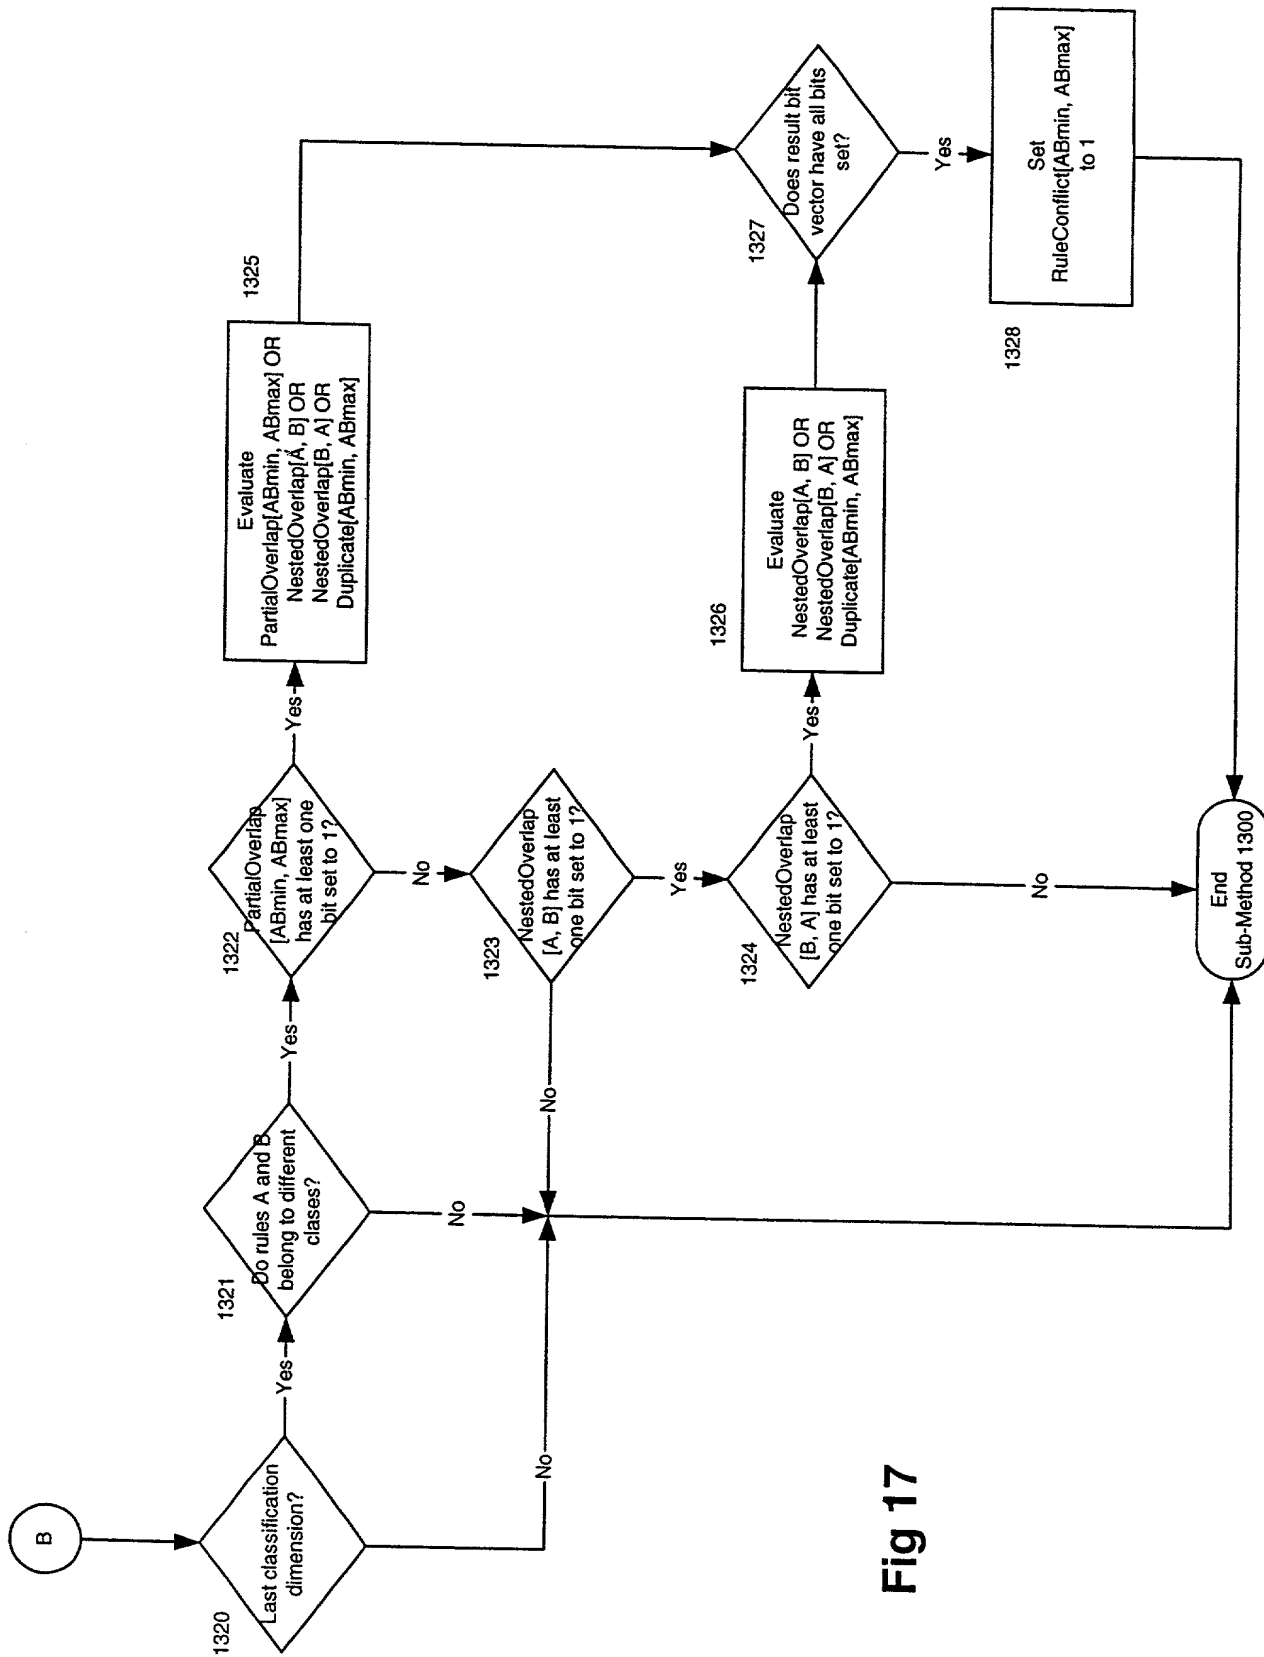 B
1320
Last classification
dimension?
Yes
No
1321
Do rules A and B
belong to different
clases?
Yes
No
1322
PartialOverlap
[ABmin, ABmax]
has at least one
bit set to 1?
Yes
No
1325
Evaluate
PartialOverlap[ABmin, ABmax] OR
NestedOverlap[A, B] OR
NestedOverlap[B, A] OR
Duplicate[ABmin, ABmax]
1323
NestedOverlap
[A, B] has at least
one bit set to 1?
No
Yes
1324
NestedOverlap
[B, A] has at least
one bit set to 1?
Yes
No
1326
Evaluate
NestedOverlap[A, B] OR
NestedOverlap[B, A] OR
Duplicate[ABmin, ABmax]
1327
Does result bit
vector have all bits
set?
Yes
1328
Set
RuleConflict[ABmin, ABmax]
to 1
End
Sub-Method 1300
Fig 17